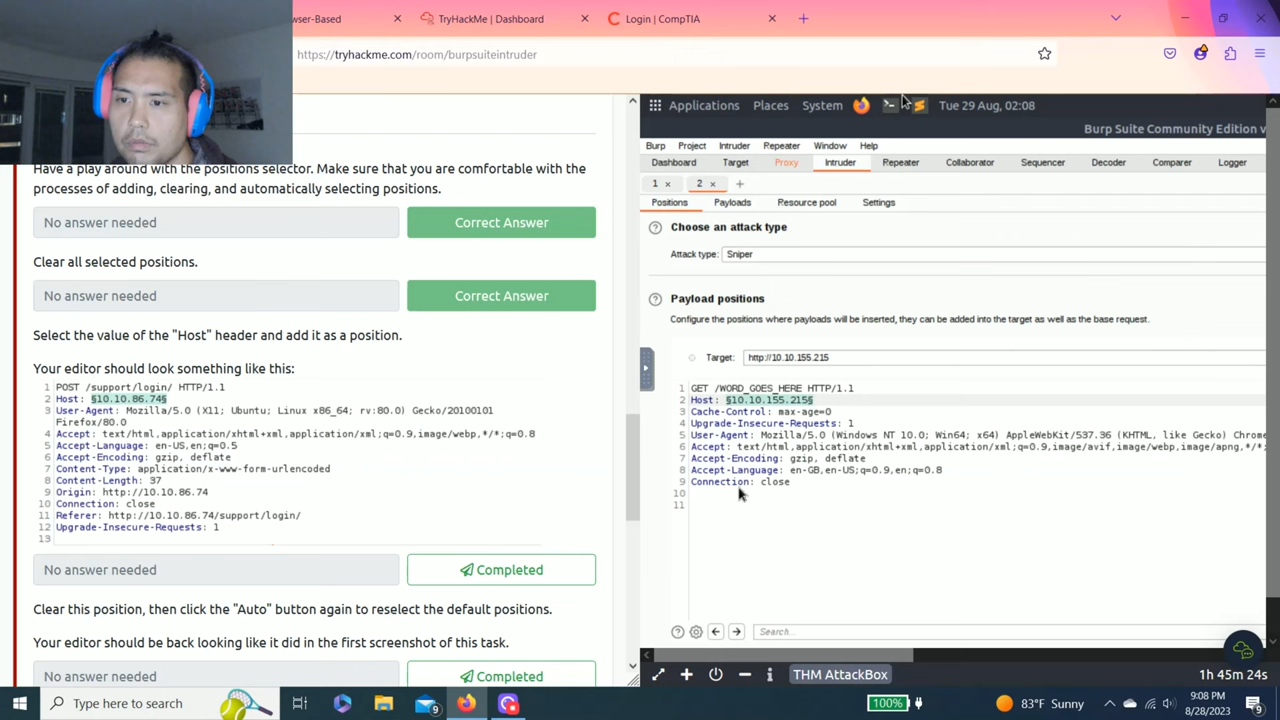 wser-Based
TryHackMe | Dashboard
Login | CompTIA
https://tryhackme.com/room/burpsuiteintruder
Have a play around with the positions selector. Make sure that you are comfortable with the
processes of adding, clearing, and automatically selecting positions.
No answer needed
Correct Answer
Clear all selected positions.
No answer needed
Correct Answer
Select the value of the "Host" header and add it as a position.
Your editor should look something like this:
1 POST /support/login/ HTTP/1.1
2 Host: §10.10.86.74§
3 User-Agent: Mozilla/5.0 (X11; Ubuntu; Linux x86_64; rv:80.0) Gecko/20100101
Firefox/80.0
4 Accept: text/html,application/xhtml+xml,application/xml;q=0.9,image/webp,*/*;q=0.8
5 Accept-Language: en-US,en;q=0.5
6 Accept-Encoding: gzip, deflate
7 Content-Type: application/x-www-form-urlencoded
8 Content-Length: 37
9 Origin: http://10.10.86.74
10 Connection: close
11 Referer: http://10.10.86.74/support/login/
12 Upgrade-Insecure-Requests: 1
13
No answer needed
Completed
Clear this position, then click the "Auto" button again to reselect the default positions.
Your editor should be back looking like it did in the first screenshot of this task.
No answer needed
Completed
Applications Places System Tue 29 Aug, 02:08
Burp Suite Community Edition v
Burp Project Intruder Repeater Window Help
Dashboard Target Proxy Intruder Repeater Collaborator Sequencer Decoder Comparer Logger
1 × 2 × +
Positions Payloads Resource pool Settings
Choose an attack type
Attack type: Sniper
Payload positions
Configure the positions where payloads will be inserted, they can be added into the target as well as the base request.
Target: http://10.10.155.215
1 GET /WORD_GOES_HERE HTTP/1.1
2 Host: §10.10.155.215§
3 Cache-Control: max-age=0
4 Upgrade-Insecure-Requests: 1
5 User-Agent: Mozilla/5.0 (Windows NT 10.0; Win64; x64) AppleWebKit/537.36 (KHTML, like Gecko) Chrome
6 Accept: text/html,application/xhtml+xml,application/xml;q=0.9,image/avif,image/webp,image/apng,*/*;
7 Accept-Encoding: gzip, deflate
8 Accept-Language: en-GB,en-US;q=0.9,en;q=0.8
9 Connection: close
10
11
Search...
THM AttackBox
1h 45m 24s
Type here to search
9
100%
83°F Sunny
9:08 PM
8/28/2023